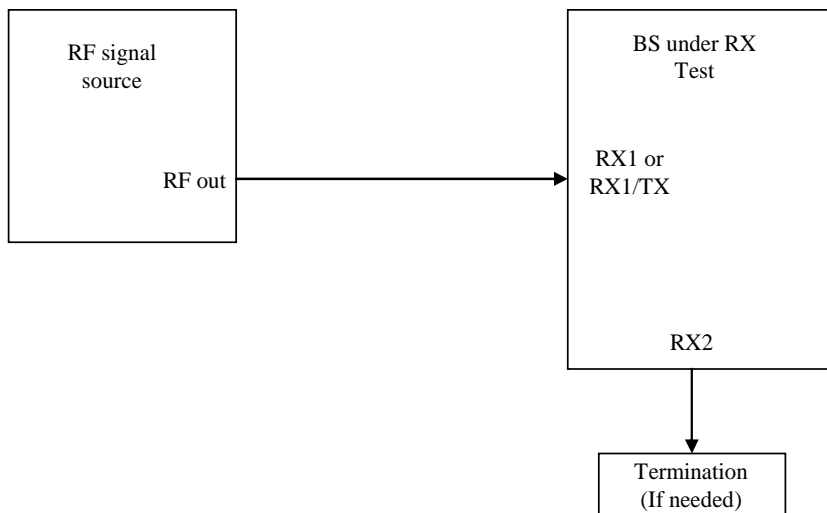 RF signal
source
RF out
BS under RX
Test
RX1 or
RX1/TX
RX2
Termination
(If needed)